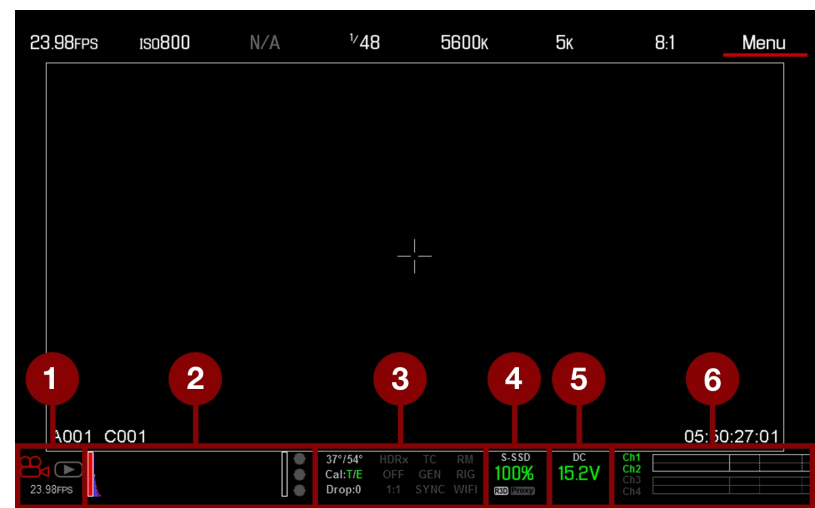 23.98FPS ISO800 N/A 1/48 5600K 5K 8:1 Menu
1 2 3 4 5 6
A001 C001 05:50:27:01
37°/54° HDRx TC RM S-SSD DC Ch1
Cal:T/E OFF GEN RIG 100% 15.2V Ch2
23.98FPS Drop:0 1:1 SYNC WIFI R3D Proxy Ch3
Ch4